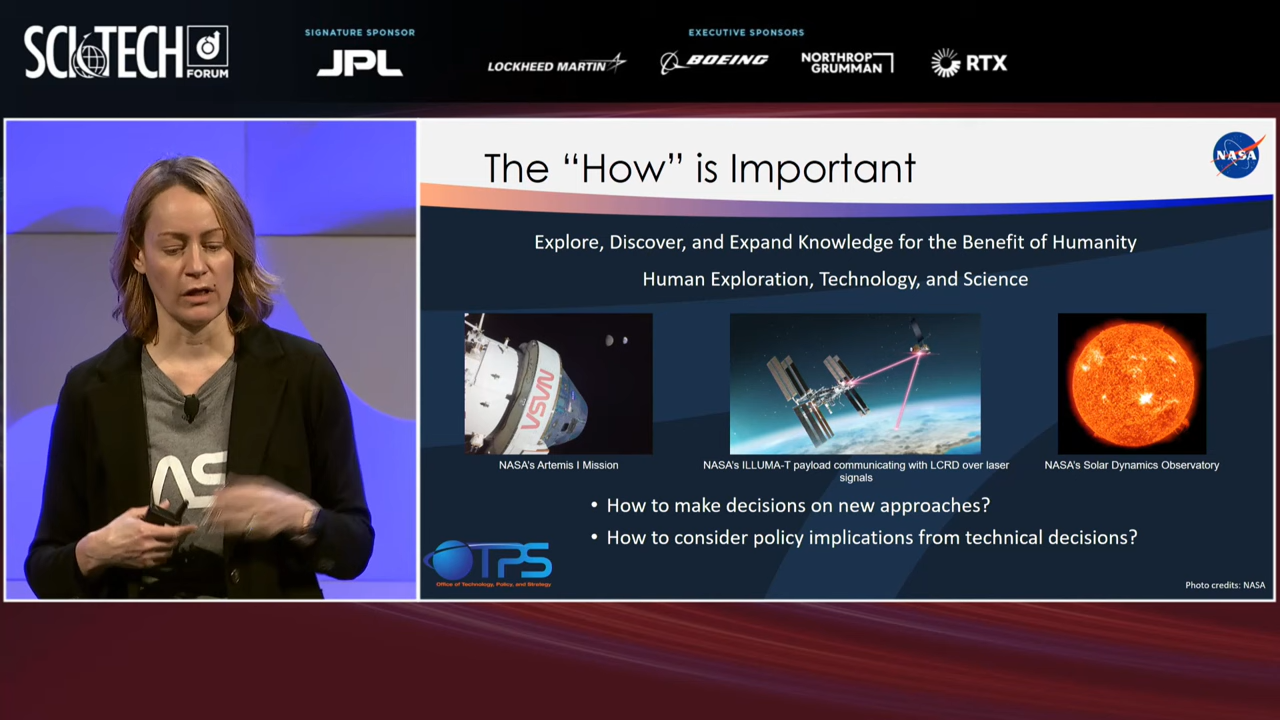 SCITECH
FORUM
SIGNATURE SPONSOR
JPL
EXECUTIVE SPONSORS
LOCKHEED MARTIN
BOEING
NORTHROP
GRUMMAN
RTX
The “How” is Important
NASA
Explore, Discover, and Expand Knowledge for the Benefit of Humanity
Human Exploration, Technology, and Science
NASA
NASA's Artemis I Mission
NASA's ILLUMA-T payload communicating with LCRD over laser
signals
NASA's Solar Dynamics Observatory
• How to make decisions on new approaches?
• How to consider policy implications from technical decisions?
OTPS
Office of Technology, Policy, and Strategy
Photo credits: NASA
AS